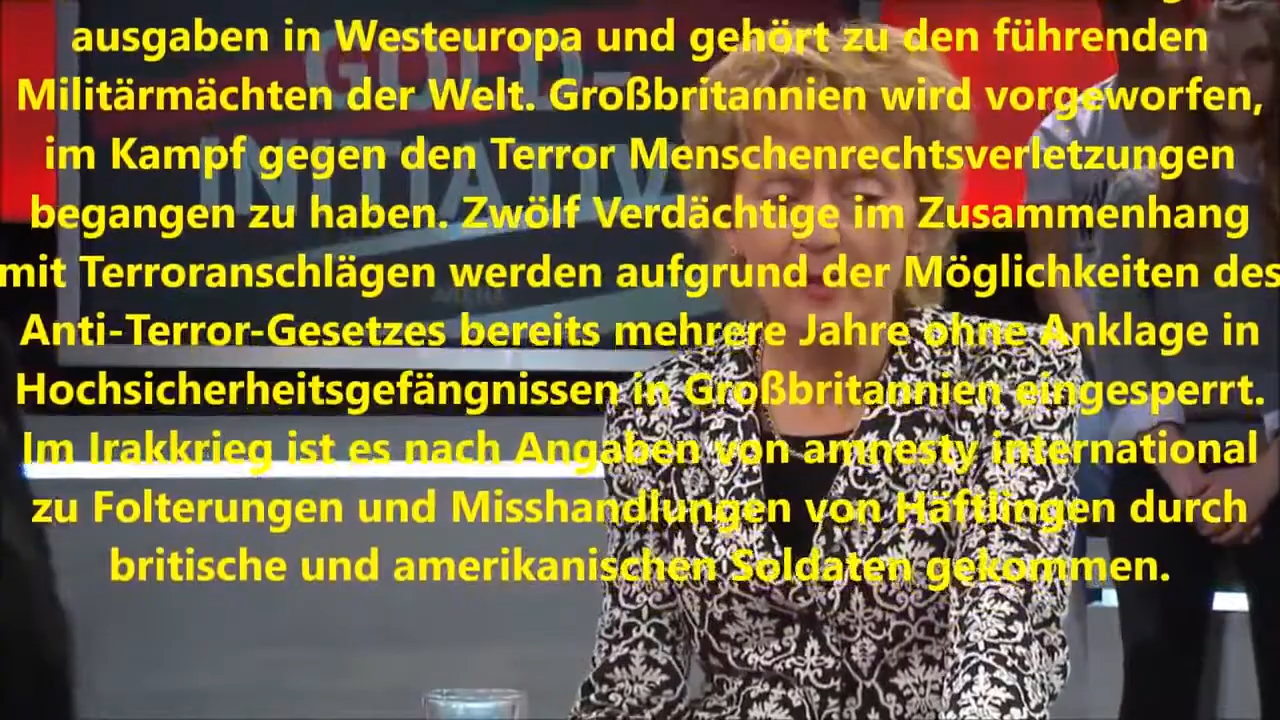 ausgaben in Westeuropa und gehört zu den führenden
Militärmächten der Welt. Großbritannien wird vorgeworfen,
im Kampf gegen den Terror Menschenrechtsverletzungen
begangen zu haben. Zwölf Verdächtige im Zusammenhang
mit Terroranschlägen werden aufgrund der Möglichkeiten des
Anti-Terror-Gesetzes bereits mehrere Jahre ohne Anklage in
Hochsicherheitsgefängnissen in Großbritannien eingesperrt.
Im Irakkrieg ist es nach Angaben von amnesty international
zu Folterungen und Misshandlungen von Häftlingen durch
britische und amerikanischen Soldaten gekommen.
GOLD-
INITIATIV